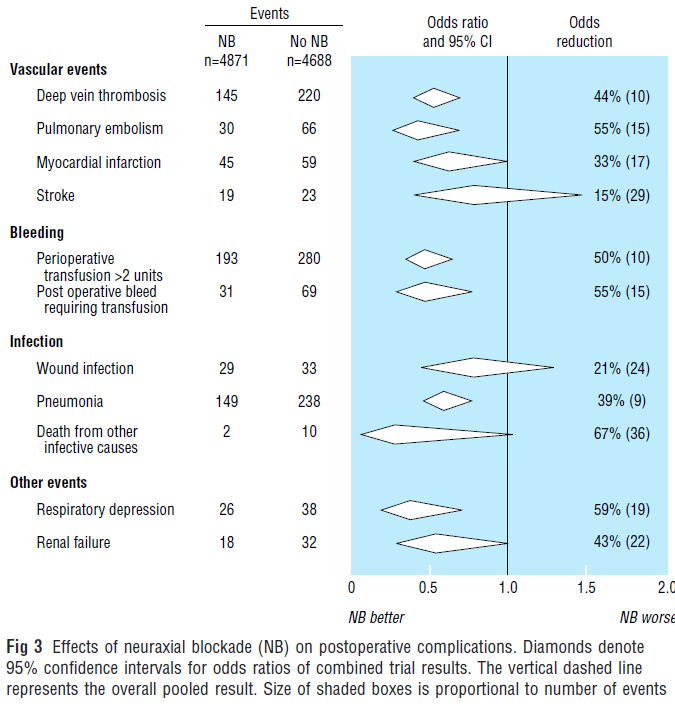 Events
Odds ratio and 95% CI
Odds reduction
NB n=4871
No NB n=4688
Vascular events
Deep vein thrombosis 145 220 44% (10)
Pulmonary embolism 30 66 55% (15)
Myocardial infarction 45 59 33% (17)
Stroke 19 23 15% (29)
Bleeding
Perioperative transfusion >2 units 193 280 50% (10)
Post operative bleed requiring transfusion 31 69 55% (15)
Infection
Wound infection 29 33 21% (24)
Pneumonia 149 238 39% (9)
Death from other infective causes 2 10 67% (36)
Other events
Respiratory depression 26 38 59% (19)
Renal failure 18 32 43% (22)
0 0.5 1.0 1.5 2.0
NB better NB worse
Fig 3 Effects of neuraxial blockade (NB) on postoperative complications. Diamonds denote
95% confidence intervals for odds ratios of combined trial results. The vertical dashed line
represents the overall pooled result. Size of shaded boxes is proportional to number of events